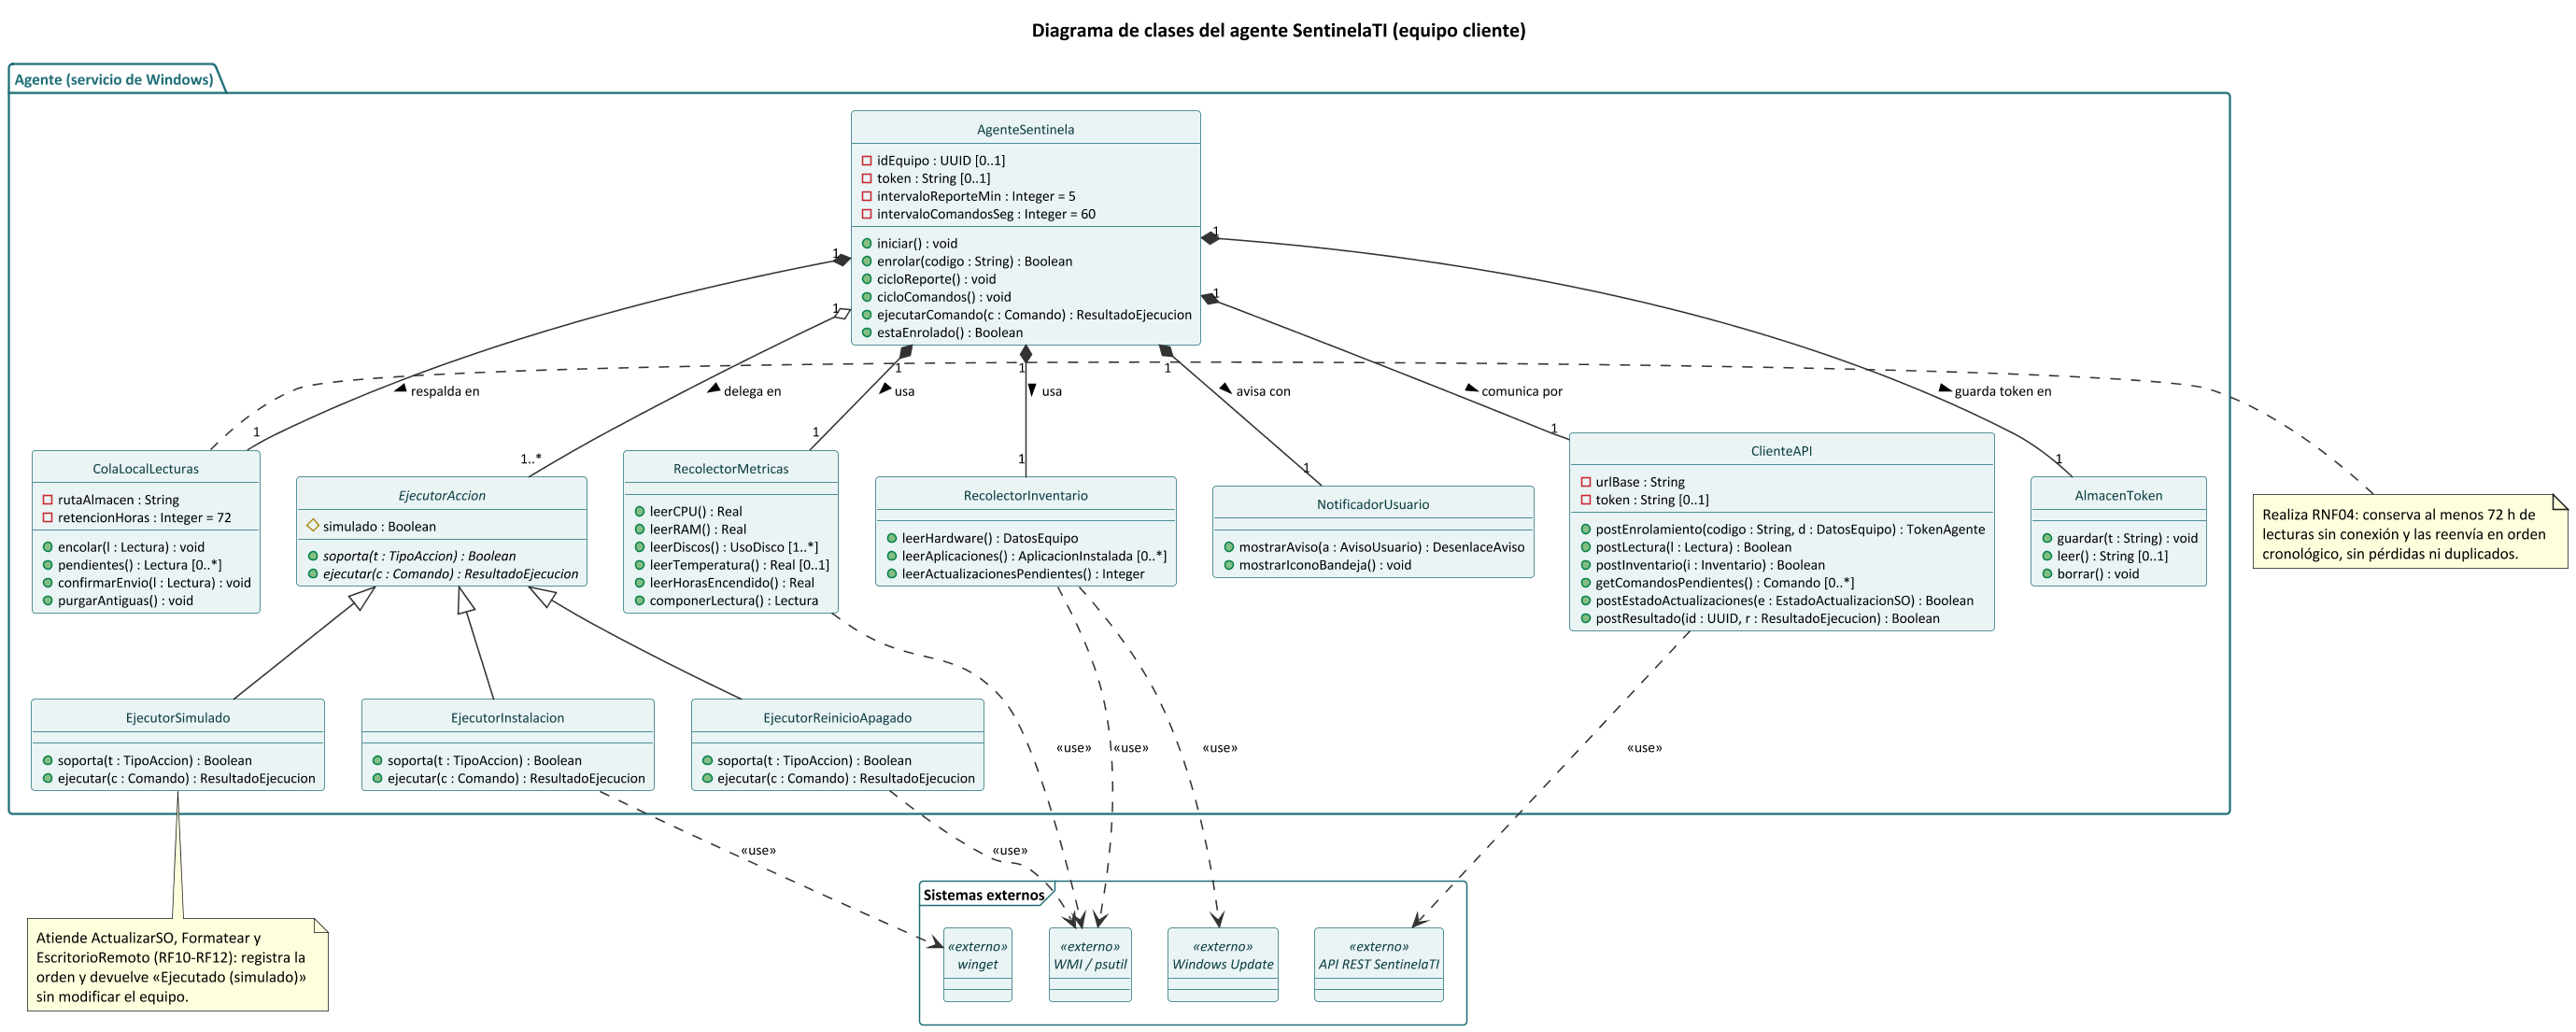 Diagrama de clases del agente SentinelaTI (equipo cliente)
Agente (servicio de Windows)
AgenteSentinela
idEquipo : UUID [0..1]
token : String [0..1]
intervaloReporteMin : Integer = 5
intervaloComandosSeg : Integer = 60
iniciar() : void
enrolar(codigo : String) : Boolean
cicloReporte() : void
cicloComandos() : void
ejecutarComando(c : Comando) : ResultadoEjecucion
estaEnrolado() : Boolean
1
1
1
1
1
1
1
respalda en
delega en
usa
usa
avisa con
comunica por
guarda token en
1
1..*
1
1
1
1
1
ColaLocalLecturas
rutaAlmacen : String
retencionHoras : Integer = 72
encolar(l : Lectura) : void
pendientes() : Lectura [0..*]
confirmarEnvio(l : Lectura) : void
purgarAntiguas() : void
EjecutorAccion
simulado : Boolean
soporta(t : TipoAccion) : Boolean
ejecutar(c : Comando) : ResultadoEjecucion
RecolectorMetricas
leerCPU() : Real
leerRAM() : Real
leerDiscos() : UsoDisco [1..*]
leerTemperatura() : Real [0..1]
leerHorasEncendido() : Real
componerLectura() : Lectura
RecolectorInventario
leerHardware() : DatosEquipo
leerAplicaciones() : AplicacionInstalada [0..*]
leerActualizacionesPendientes() : Integer
NotificadorUsuario
mostrarAviso(a : AvisoUsuario) : DesenlaceAviso
mostrarIconoBandeja() : void
ClienteAPI
urlBase : String
token : String [0..1]
postEnrolamiento(codigo : String, d : DatosEquipo) : TokenAgente
postLectura(l : Lectura) : Boolean
postInventario(i : Inventario) : Boolean
getComandosPendientes() : Comando [0..*]
postEstadoActualizaciones(e : EstadoActualizacionSO) : Boolean
postResultado(id : UUID, r : ResultadoEjecucion) : Boolean
AlmacenToken
guardar(t : String) : void
leer() : String [0..1]
borrar() : void
Realiza RNF04: conserva al menos 72 h de
lecturas sin conexión y las reenvía en orden
cronológico, sin pérdidas ni duplicados.
EjecutorSimulado
soporta(t : TipoAccion) : Boolean
ejecutar(c : Comando) : ResultadoEjecucion
EjecutorInstalacion
soporta(t : TipoAccion) : Boolean
ejecutar(c : Comando) : ResultadoEjecucion
EjecutorReinicioApagado
soporta(t : TipoAccion) : Boolean
ejecutar(c : Comando) : ResultadoEjecucion
«use»
«use»
«use»
«use»
«use»
«use»
Atiende ActualizarSO, Formatear y
EscritorioRemoto (RF10-RF12): registra la
orden y devuelve «Ejecutado (simulado)»
sin modificar el equipo.
Sistemas externos
«externo»
winget
«externo»
WMI / psutil
«externo»
Windows Update
«externo»
API REST SentinelaTI